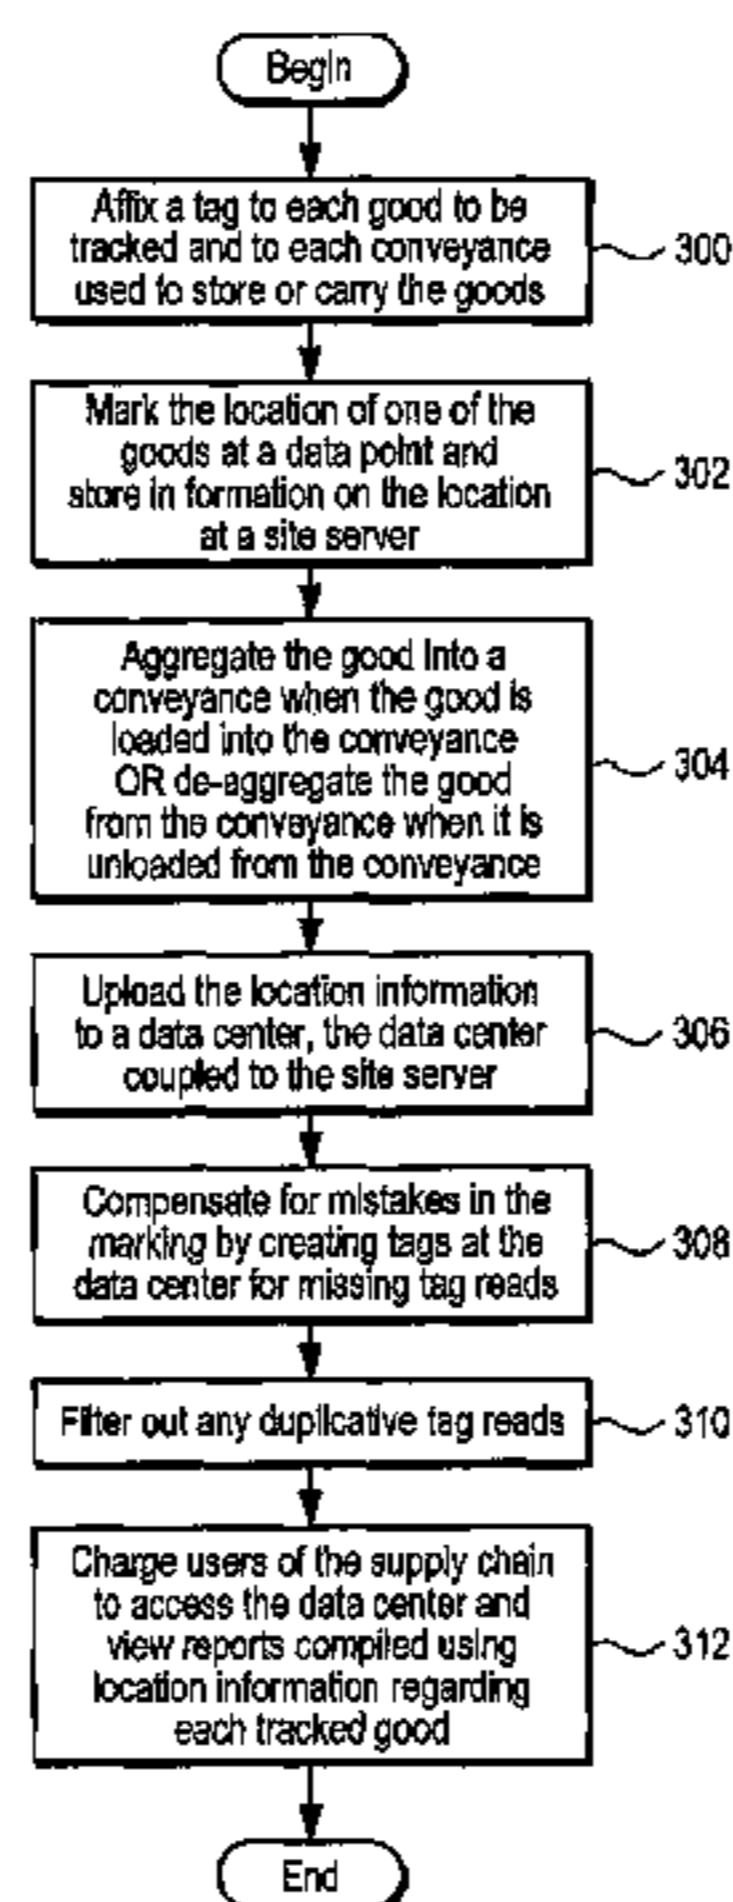 Begin
Affix a tag to each good to be
tracked and to each conveyance
used to store or carry the goods
300
Mark the location of one of the
goods at a data point and
store in formation on the location
at a site server
302
Aggregate the good into a
conveyance when the good is
loaded into the conveyance
OR de-aggregate the good
from the conveyance when it is
unloaded from the conveyance
304
Upload the location information
to a data center, the data center
coupled to the site server
306
Compensate for mistakes in the
marking by creating tags at the
data center for missing tag reads
308
Filter out any duplicative tag reads
310
Charge users of the supply chain
to access the data center and
view reports compiled using
location information regarding
each tracked good
312
End